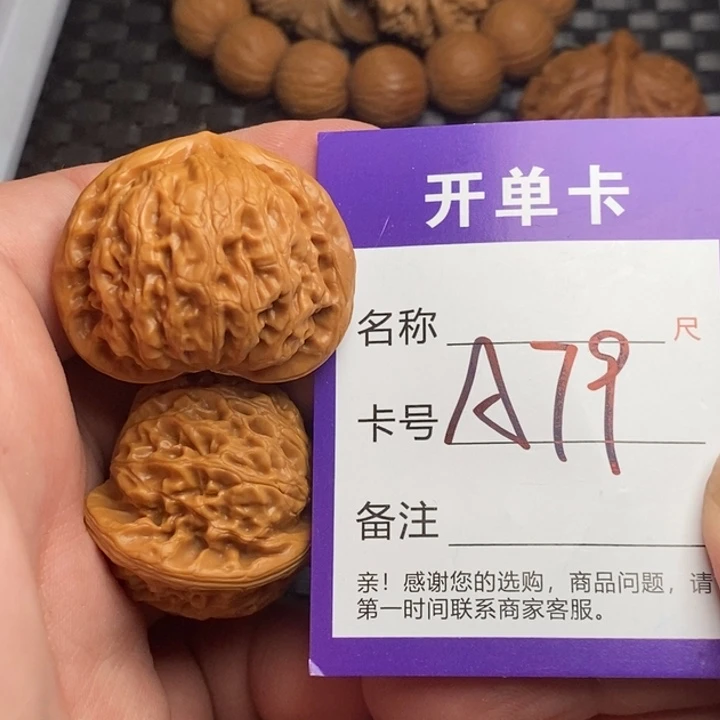 开单卡
名称 尺
卡号 A79
备注
亲！感谢您的选购，商品问题，请
第一时间联系商家客服。